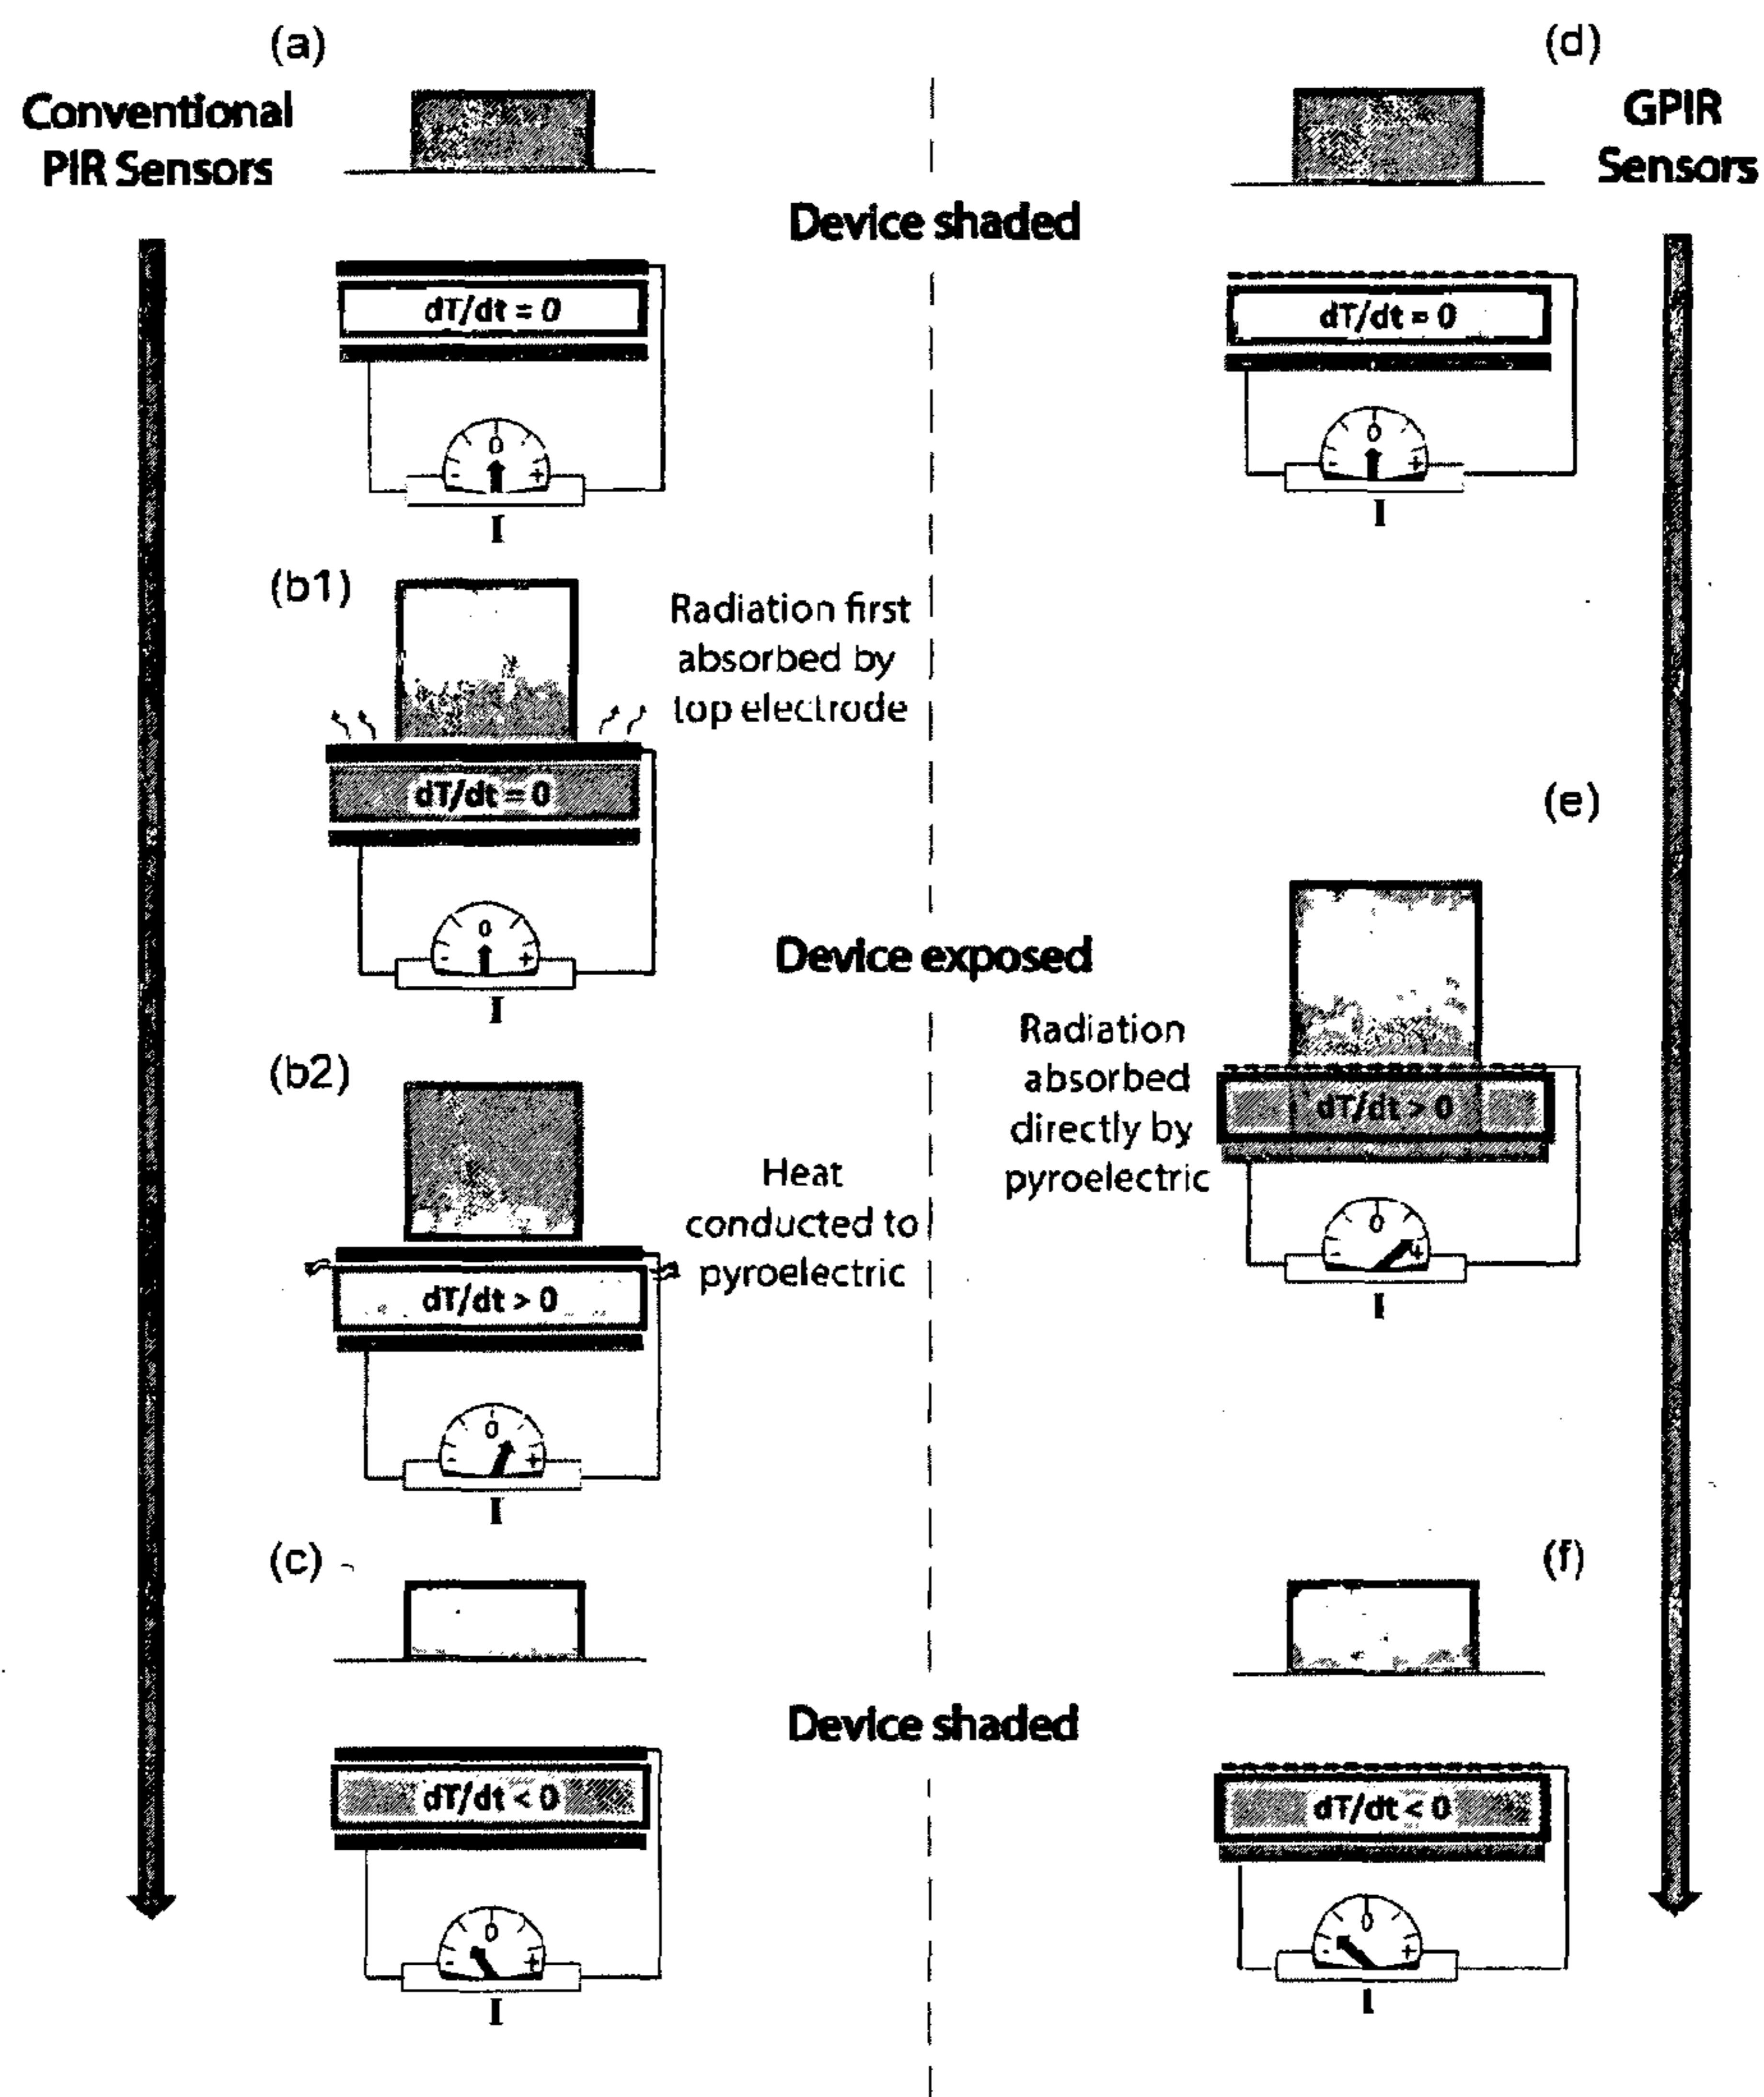 (a)
(d)
Conventional
PIR Sensors
GPIR
Sensors
Device shaded
dT/dt = 0
dT/dt = 0
0
- +
I
0
- +
I
(b1)
Radiation first
absorbed by
top electrode
dT/dt = 0
(e)
0
- +
I
Device exposed
Radiation
absorbed
directly by
pyroelectric
dT/dt > 0
(b2)
Heat
conducted to
pyroelectric
dT/dt > 0
0
- +
I
0
- +
I
(c)
(f)
Device shaded
dT/dt < 0
dT/dt < 0
0
- +
I
0
- +
I